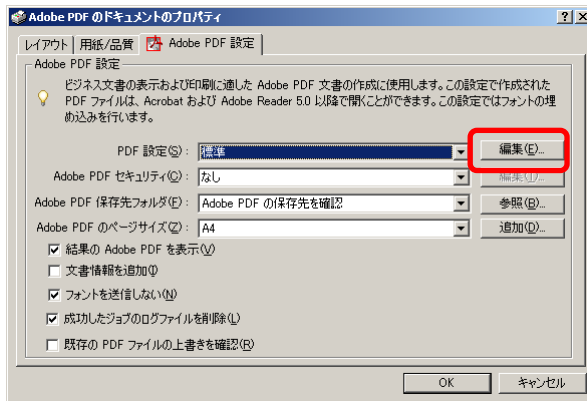 Adobe PDF のドキュメントのプロパティ
レイアウト 用紙/品質 Adobe PDF 設定
Adobe PDF 設定
ビジネス文書の表示および印刷に適した Adobe PDF 文書の作成に使用します。この設定で作成された
PDF ファイルは、Acrobat および Adobe Reader 5.0 以降で開くことができます。この設定ではフォントの埋
め込みを行います。
PDF 設定(S): 標準 編集(E)...
Adobe PDF セキュリティ(C): なし 編集(I)...
Adobe PDF 保存先フォルダ(F): Adobe PDF の保存先を確認 参照(B)...
Adobe PDF のページサイズ(Z): A4 追加(D)...
結果の Adobe PDF を表示(V)
文書情報を追加(I)
フォントを送信しない(N)
成功したジョブのログファイルを削除(L)
既存の PDF ファイルの上書きを確認(R)
OK キャンセル